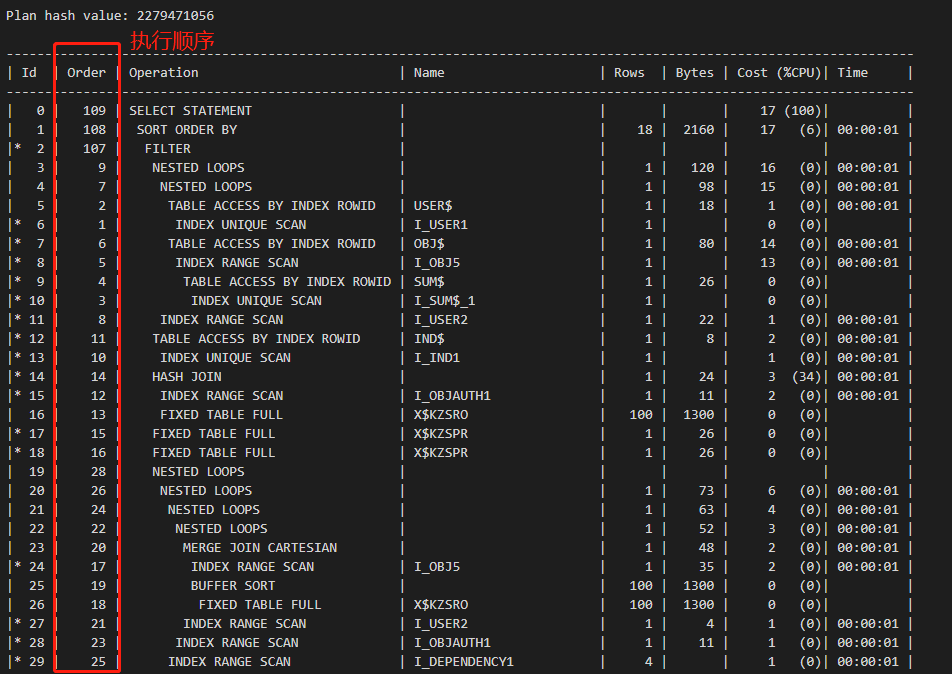 Plan hash value: 2279471056
执行顺序
-----------------------------------------------------------------------------------------------------------------
| Id | Order | Operation | Name | Rows | Bytes | Cost (%CPU)| Time |
-----------------------------------------------------------------------------------------------------------------
| 0 | 109 | SELECT STATEMENT | | | | 17 (100)| |
| 1 | 108 | SORT ORDER BY | | 18 | 2160 | 17 (6)| 00:00:01 |
|* 2 | 107 | FILTER | | | | | |
| 3 | 9 | NESTED LOOPS | | 1 | 120 | 16 (0)| 00:00:01 |
| 4 | 7 | NESTED LOOPS | | 1 | 98 | 15 (0)| 00:00:01 |
| 5 | 2 | TABLE ACCESS BY INDEX ROWID | USER$ | 1 | 18 | 1 (0)| 00:00:01 |
|* 6 | 1 | INDEX UNIQUE SCAN | I_USER1 | 1 | | 0 (0)| |
|* 7 | 6 | TABLE ACCESS BY INDEX ROWID | OBJ$ | 1 | 80 | 14 (0)| 00:00:01 |
|* 8 | 5 | INDEX RANGE SCAN | I_OBJ5 | 1 | | 13 (0)| 00:00:01 |
|* 9 | 4 | TABLE ACCESS BY INDEX ROWID | SUM$ | 1 | 26 | 0 (0)| |
|* 10 | 3 | INDEX UNIQUE SCAN | I_SUM$_1 | 1 | | 0 (0)| |
|* 11 | 8 | INDEX RANGE SCAN | I_USER2 | 1 | 22 | 1 (0)| 00:00:01 |
|* 12 | 11 | TABLE ACCESS BY INDEX ROWID | IND$ | 1 | 8 | 2 (0)| 00:00:01 |
|* 13 | 10 | INDEX UNIQUE SCAN | I_IND1 | 1 | | 1 (0)| 00:00:01 |
|* 14 | 14 | HASH JOIN | | 1 | 24 | 3 (34)| 00:00:01 |
|* 15 | 12 | INDEX RANGE SCAN | I_OBJAUTH1 | 1 | 11 | 2 (0)| 00:00:01 |
| 16 | 13 | FIXED TABLE FULL | X$KZSRO | 100 | 1300 | 0 (0)| |
|* 17 | 15 | FIXED TABLE FULL | X$KZSPR | 1 | 26 | 0 (0)| |
|* 18 | 16 | FIXED TABLE FULL | X$KZSPR | 1 | 26 | 0 (0)| |
| 19 | 28 | NESTED LOOPS | | | | | |
| 20 | 26 | NESTED LOOPS | | 1 | 73 | 6 (0)| 00:00:01 |
| 21 | 24 | NESTED LOOPS | | 1 | 63 | 4 (0)| 00:00:01 |
| 22 | 22 | NESTED LOOPS | | 1 | 52 | 3 (0)| 00:00:01 |
| 23 | 20 | MERGE JOIN CARTESIAN | | 1 | 48 | 2 (0)| 00:00:01 |
|* 24 | 17 | INDEX RANGE SCAN | I_OBJ5 | 1 | 35 | 2 (0)| 00:00:01 |
| 25 | 19 | BUFFER SORT | | 100 | 1300 | 0 (0)| |
| 26 | 18 | FIXED TABLE FULL | X$KZSRO | 100 | 1300 | 0 (0)| |
|* 27 | 21 | INDEX RANGE SCAN | I_USER2 | 1 | 4 | 1 (0)| 00:00:01 |
|* 28 | 23 | INDEX RANGE SCAN | I_OBJAUTH1 | 1 | 11 | 1 (0)| 00:00:01 |
|* 29 | 25 | INDEX RANGE SCAN | I_DEPENDENCY1 | 4 | | 1 (0)| 00:00:01 |